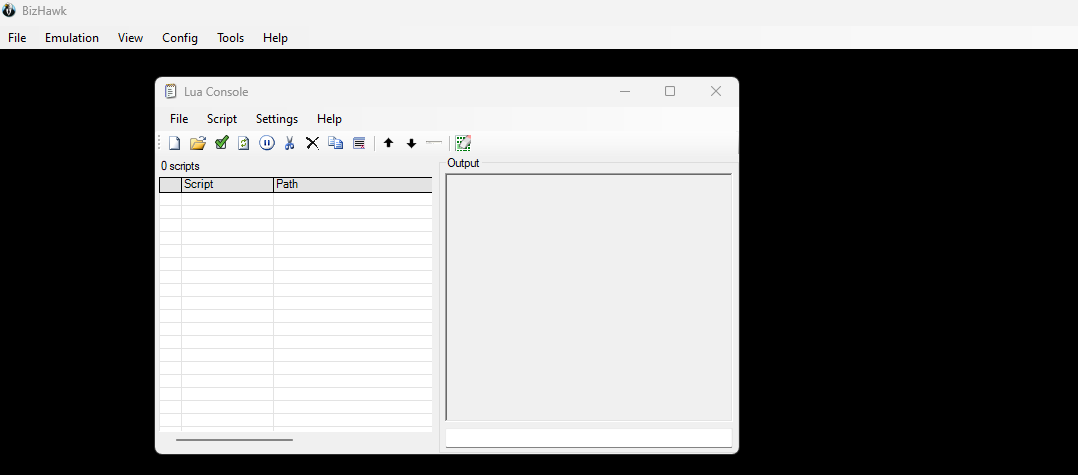 BizHawk
File Emulation View Config Tools Help
Lua Console
File Script Settings Help
0 scripts
Script Path
Output